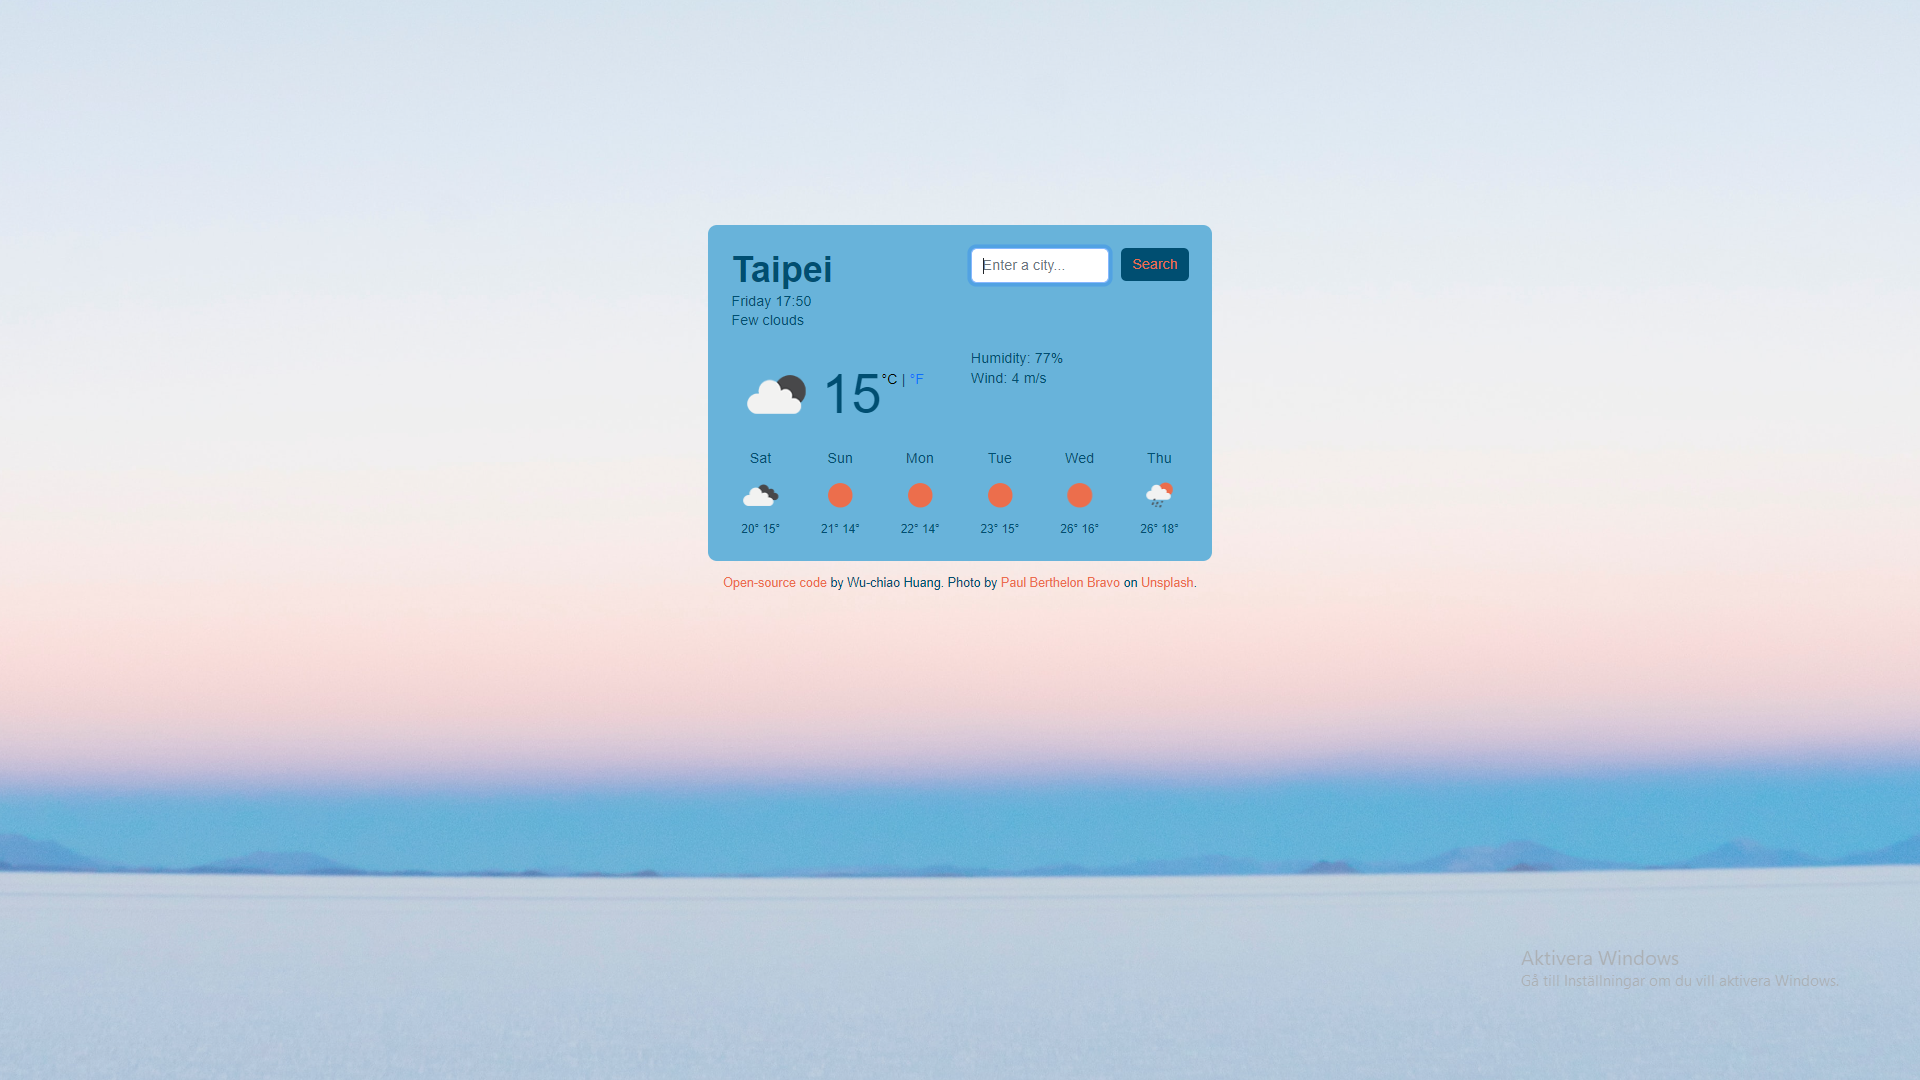 Taipei
Enter a city...
Search
Friday 17:50
Few clouds
15°C | °F
Humidity: 77%
Wind: 4 m/s
Sat Sun Mon Tue Wed Thu
20° 15° 21° 14° 22° 14° 23° 15° 26° 16° 26° 18°
Open-source code by Wu-chiao Huang. Photo by Paul Berthelon Bravo on Unsplash.
Aktivera Windows
Gå till Inställningar om du vill aktivera Windows.